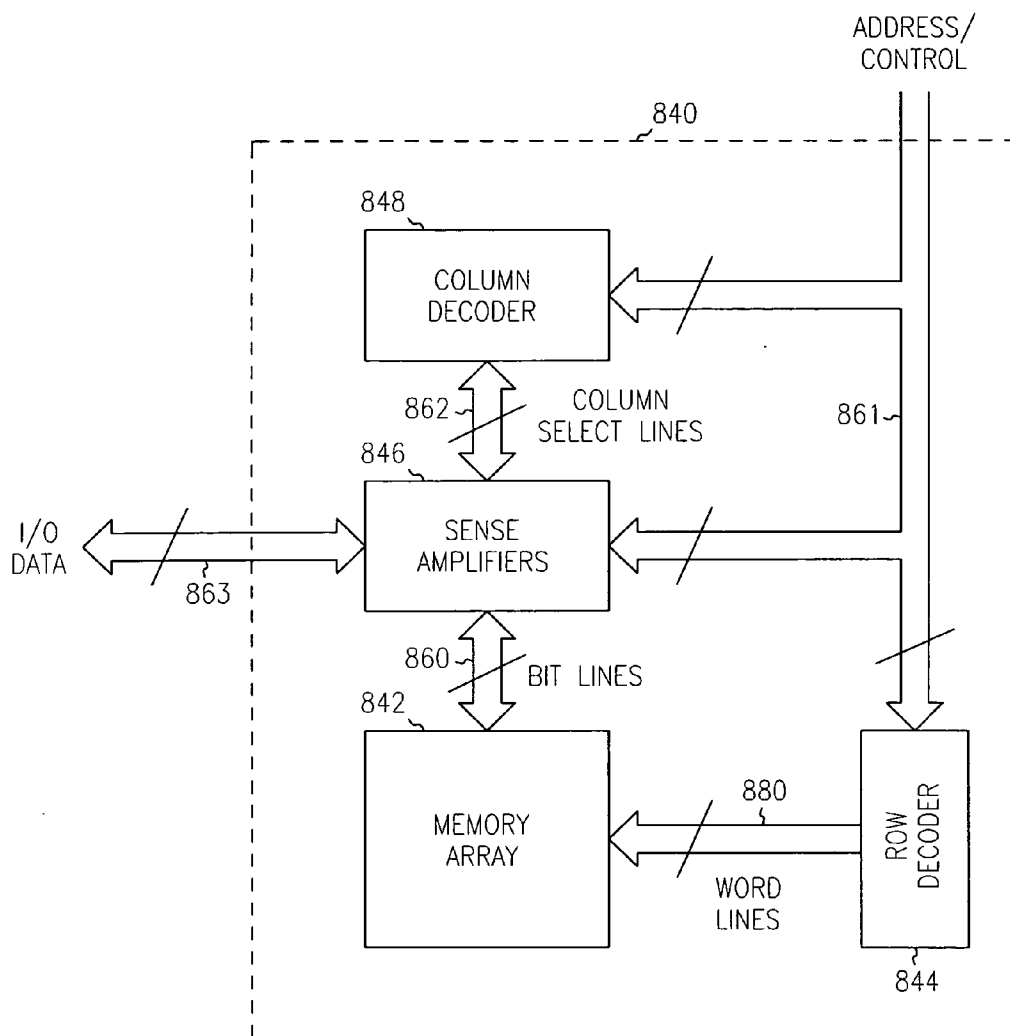 ADDRESS/
CONTROL
840
848
COLUMN
DECODER
862
COLUMN
SELECT LINES
861
846
I/O
DATA
863
SENSE
AMPLIFIERS
860
BIT LINES
842
MEMORY
ARRAY
880
WORD
LINES
ROW
DECODER
844